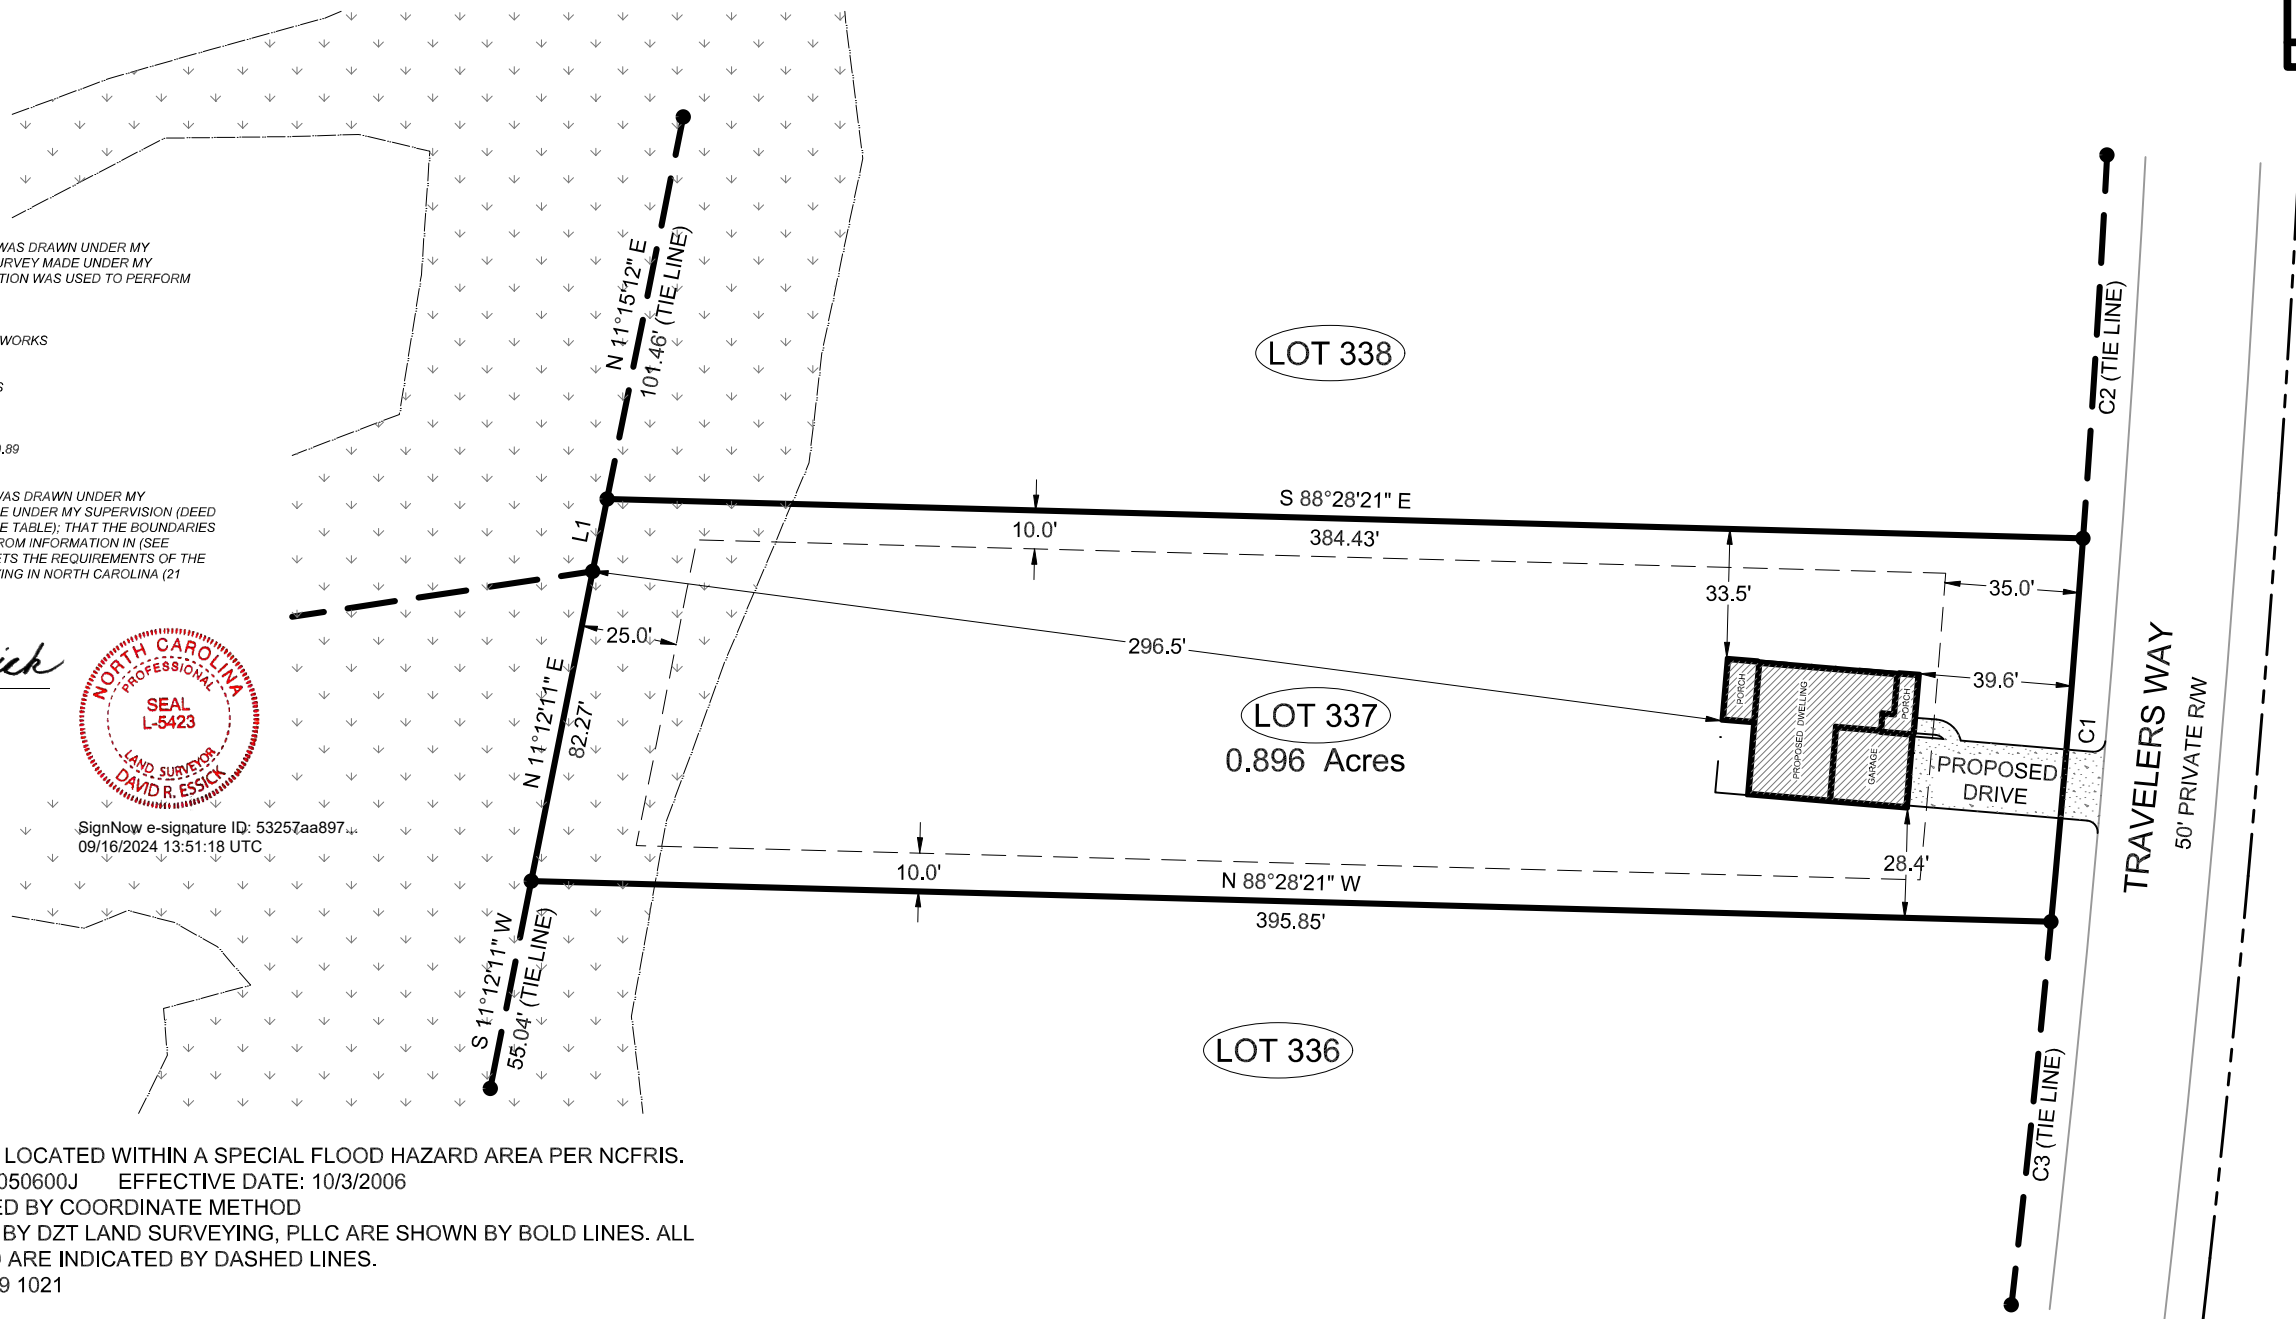 WAS DRAWN UNDER MY
URVEY MADE UNDER MY
TION WAS USED TO PERFORM
WORKS
S
.89
WAS DRAWN UNDER MY
E UNDER MY SUPERVISION (DEED
E TABLE); THAT THE BOUNDARIES
ROM INFORMATION IN (SEE
ETS THE REQUIREMENTS OF THE
YING IN NORTH CAROLINA (21
NORTH CAROLINA
PROFESSIONAL
SEAL
L-5423
LAND SURVEYOR
DAVID R. ESSICK
SignNow e-signature ID: 53257aa897...
09/16/2024 13:51:18 UTC
N 11°15'12" E
101.46' (TIE LINE)
L1
N 11°12'11" E
82.27'
25.0'
S 11°12'11" W
55.04' (TIE LINE)
LOT 338
S 88°28'21" E
384.43'
10.0'
296.5'
LOT 337
0.896 Acres
33.5'
35.0'
39.6'
PORCH
PROPOSED DWELLING
PORCH
GARAGE
PROPOSED
DRIVE
28.4'
10.0'
N 88°28'21" W
395.85'
LOT 336
C2 (TIE LINE)
C1
C3 (TIE LINE)
TRAVELERS WAY
50' PRIVATE R/W
LOCATED WITHIN A SPECIAL FLOOD HAZARD AREA PER NCFRIS.
050600J EFFECTIVE DATE: 10/3/2006
ED BY COORDINATE METHOD
BY DZT LAND SURVEYING, PLLC ARE SHOWN BY BOLD LINES. ALL
ARE INDICATED BY DASHED LINES.
9 1021